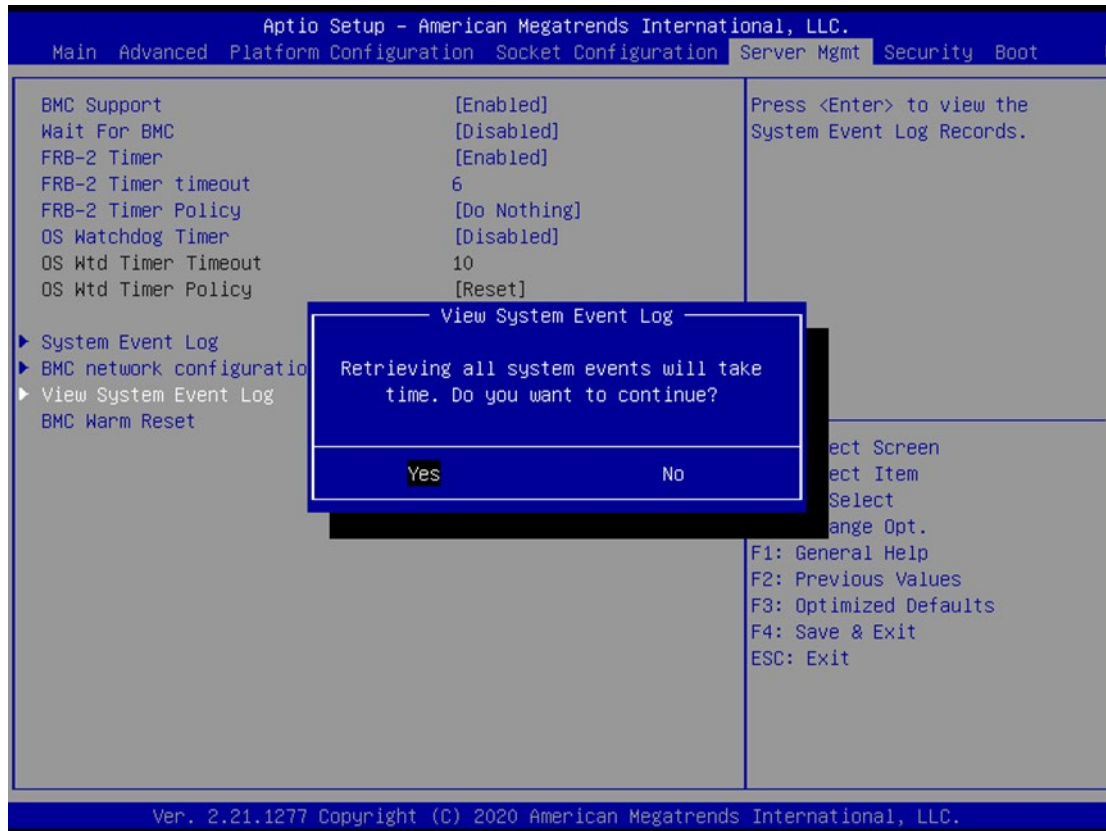 Aptio Setup – American Megatrends International, LLC.
Main Advanced Platform Configuration Socket Configuration Server Mgmt Security Boot
BMC Support [Enabled]
Wait For BMC [Disabled]
FRB-2 Timer [Enabled]
FRB-2 Timer timeout 6
FRB-2 Timer Policy [Do Nothing]
OS Watchdog Timer [Disabled]
OS Wtd Timer Timeout 10
OS Wtd Timer Policy [Reset]
System Event Log
BMC network configuratio
View System Event Log
BMC Warm Reset
Press <Enter> to view the
System Event Log Records.
View System Event Log
Retrieving all system events will take
time. Do you want to continue?
Yes No
ect Screen
ect Item
Select
ange Opt.
F1: General Help
F2: Previous Values
F3: Optimized Defaults
F4: Save & Exit
ESC: Exit
Ver. 2.21.1277 Copyright (C) 2020 American Megatrends International, LLC.